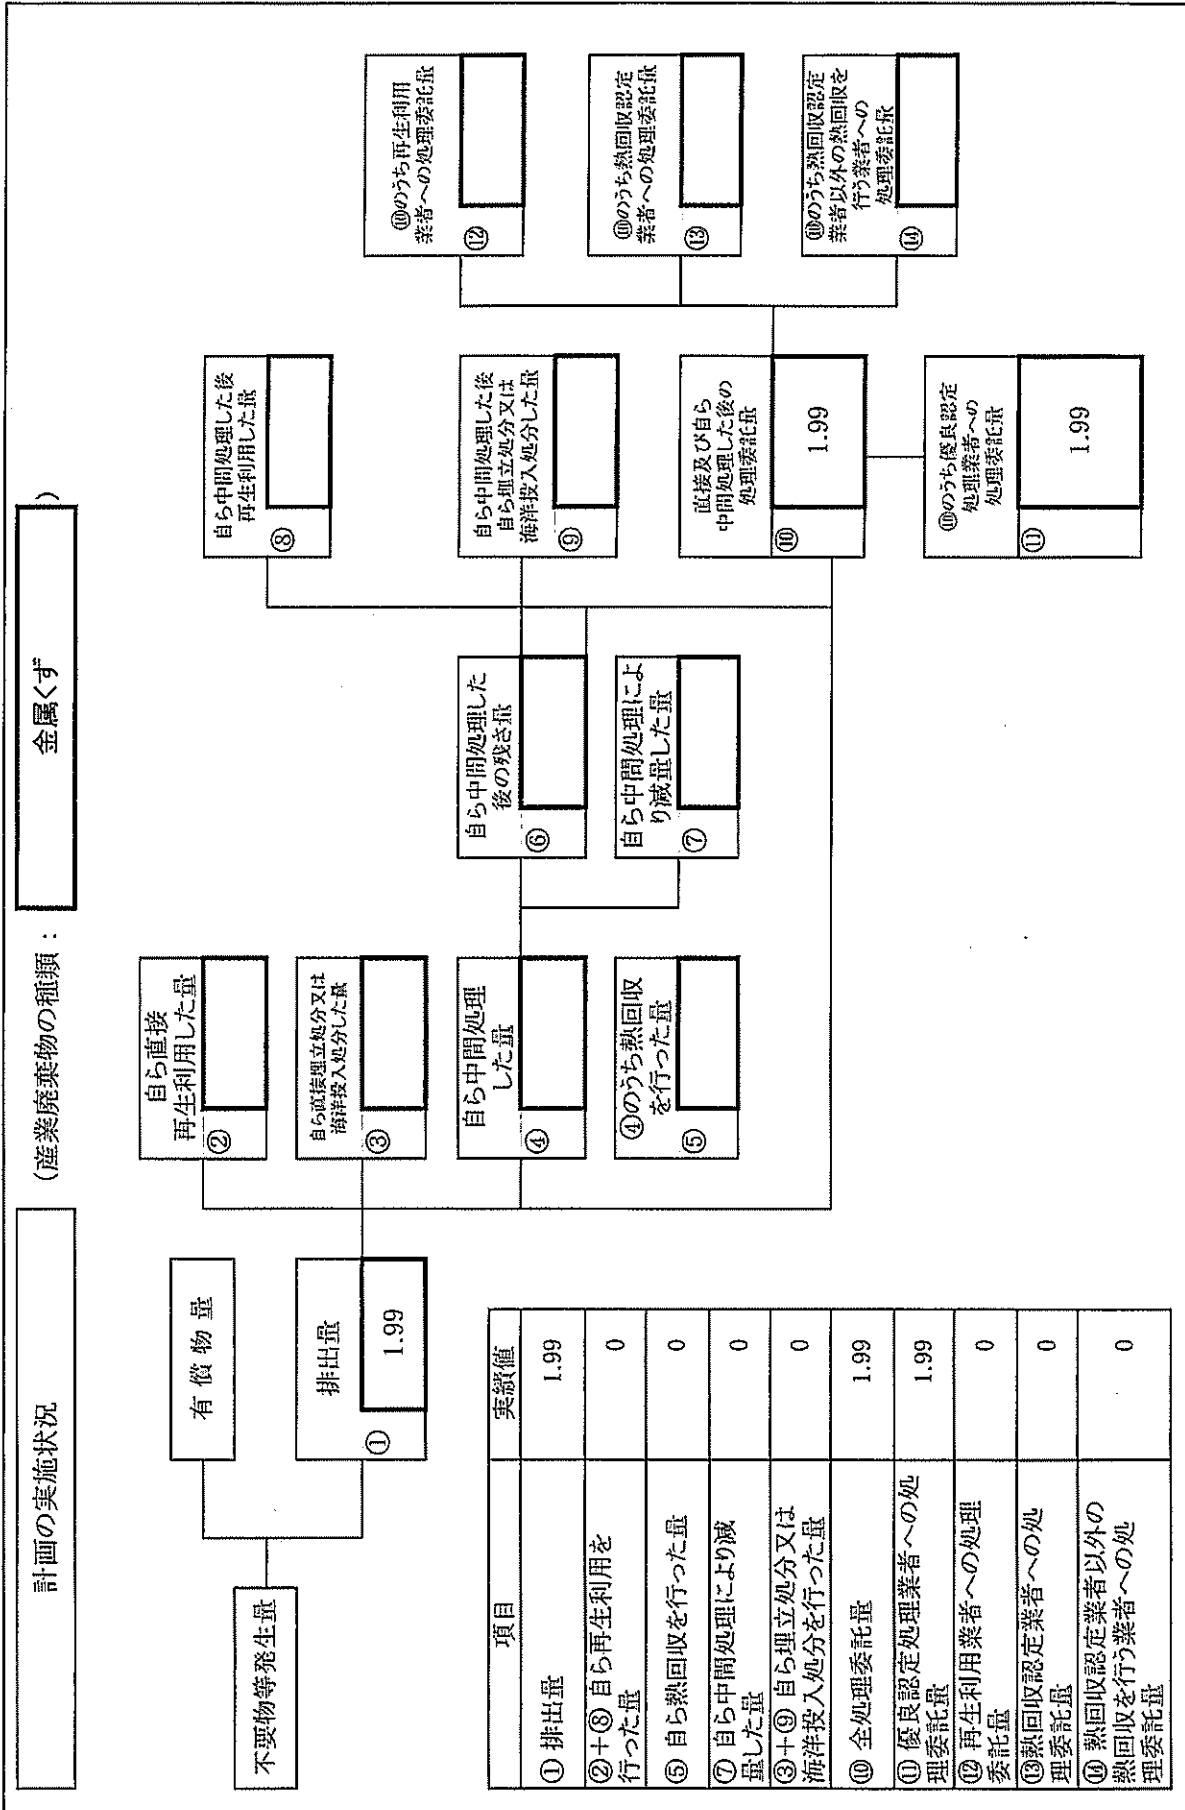 計画の実施状況
(産業廃棄物の種類：
金属くず
)
不要物等発生量
有 償 物 量
排出量
①
1.99
自ら直接
再生利用した量
②
自ら直接埋立処分又は
海洋投入処分した量
③
自ら中間処理
した量
④
④のうち熱回収
を行った量
⑤
自ら中間処理した
後の残さ量
⑥
自ら中間処理によ
り減量した量
⑦
自ら中間処理した後
再生利用した量
⑧
自ら中間処理した後
自ら埋立処分又は
海洋投入処分した量
⑨
直接及び自ら
中間処理した後の
処理委託量
⑩
1.99
⑩のうち優良認定
処理業者への
処理委託量
⑪
1.99
⑩のうち再生利用
業者への処理委託量
⑫
⑩のうち熱回収認定
業者への処理委託量
⑬
⑩のうち熱回収認定
業者以外の熱回収を
行う業者への
処理委託量
⑭
項目 実績値
① 排出量 1.99
②+⑧ 自ら再生利用を
行った量 0
⑤ 自ら熱回収を行った量 0
⑦ 自ら中間処理により減
量した量 0
③+⑨ 自ら埋立処分又は
海洋投入処分を行った量 0
⑩ 全処理委託量 1.99
⑪ 優良認定処理業者への処
理委託量 1.99
⑫ 再生利用業者への処理
委託量 0
⑬熱回収認定業者への処
理委託量 0
⑭ 熱回収認定業者以外の
熱回収を行う業者への処
理委託量 0